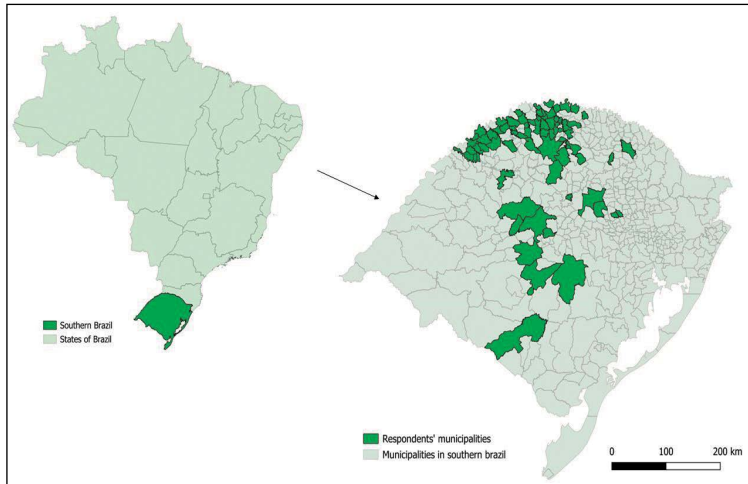 Southern Brazil
States of Brazil
Respondents' municipalities
Municipalities in southern brazil
0 100 200 km